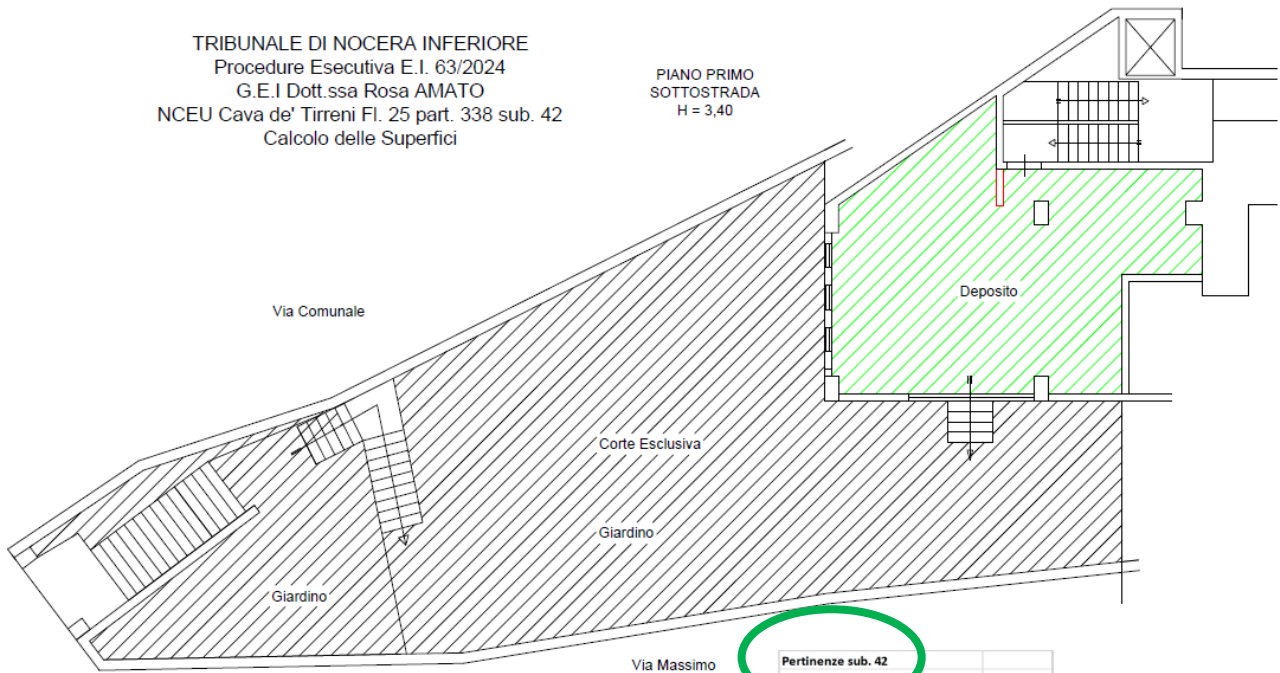 TRIBUNALE DI NOCERA INFERIORE
Procedure Esecutiva E.I. 63/2024
G.E.I Dott.ssa Rosa AMATO
NCEU Cava de' Tirreni Fl. 25 part. 338 sub. 42
Calcolo delle Superfici
PIANO PRIMO
SOTTOSTRADA
H = 3,40
Deposito
Via Comunale
Corte Esclusiva
Giardino
Giardino
Via Massimo
Pertinenze sub. 42